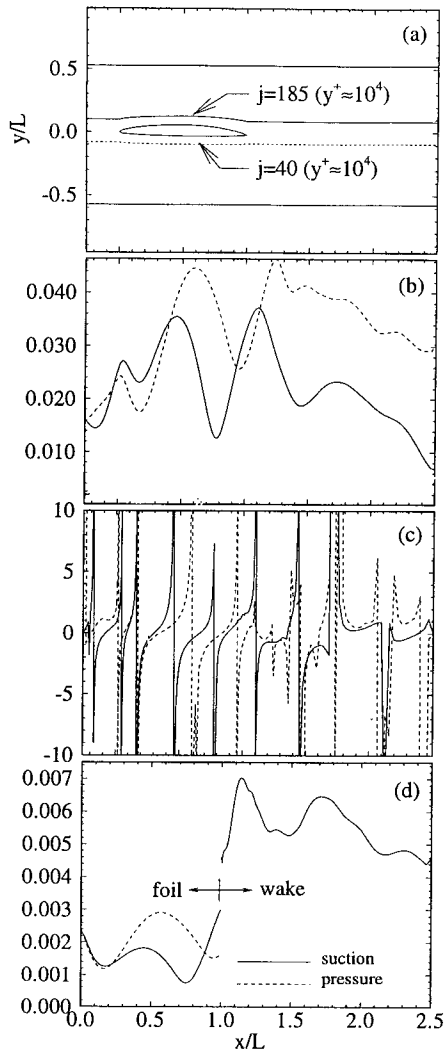 (a)
0.5
j=185 (y⁺≈10⁴)
y/L
0.0
j=40 (y⁺≈10⁴)
-0.5
(b)
0.040
0.030
0.020
0.010
10
(c)
5
0
-5
-10
0.007
(d)
0.006
0.005
0.004
foil wake
0.003
0.002
suction
0.001
pressure
0.000
0.0 0.5 1.0 1.5 2.0 2.5
x/L